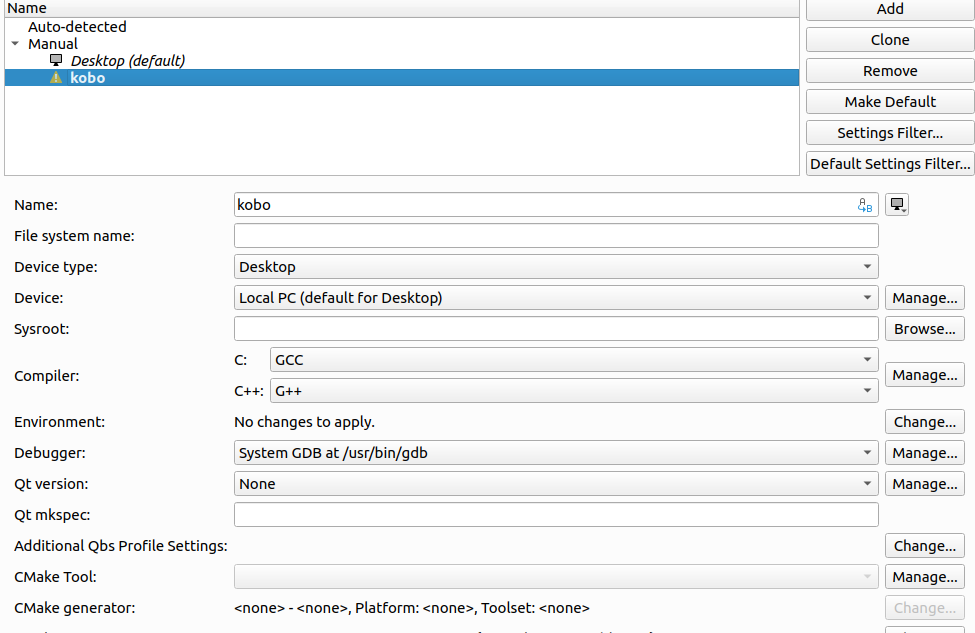 Name
Add
Auto-detected
Manual
Clone
Desktop (default)
kobo
Remove
Make Default
Settings Filter...
Default Settings Filter...
Name: kobo
File system name:
Device type: Desktop
Device: Local PC (default for Desktop) Manage...
Sysroot: Browse...
Compiler: C: GCC Manage...
C++: G++
Environment: No changes to apply. Change...
Debugger: System GDB at /usr/bin/gdb Manage...
Qt version: None Manage...
Qt mkspec:
Additional Qbs Profile Settings: Change...
CMake Tool: Manage...
CMake generator: <none> - <none>, Platform: <none>, Toolset: <none> Change...